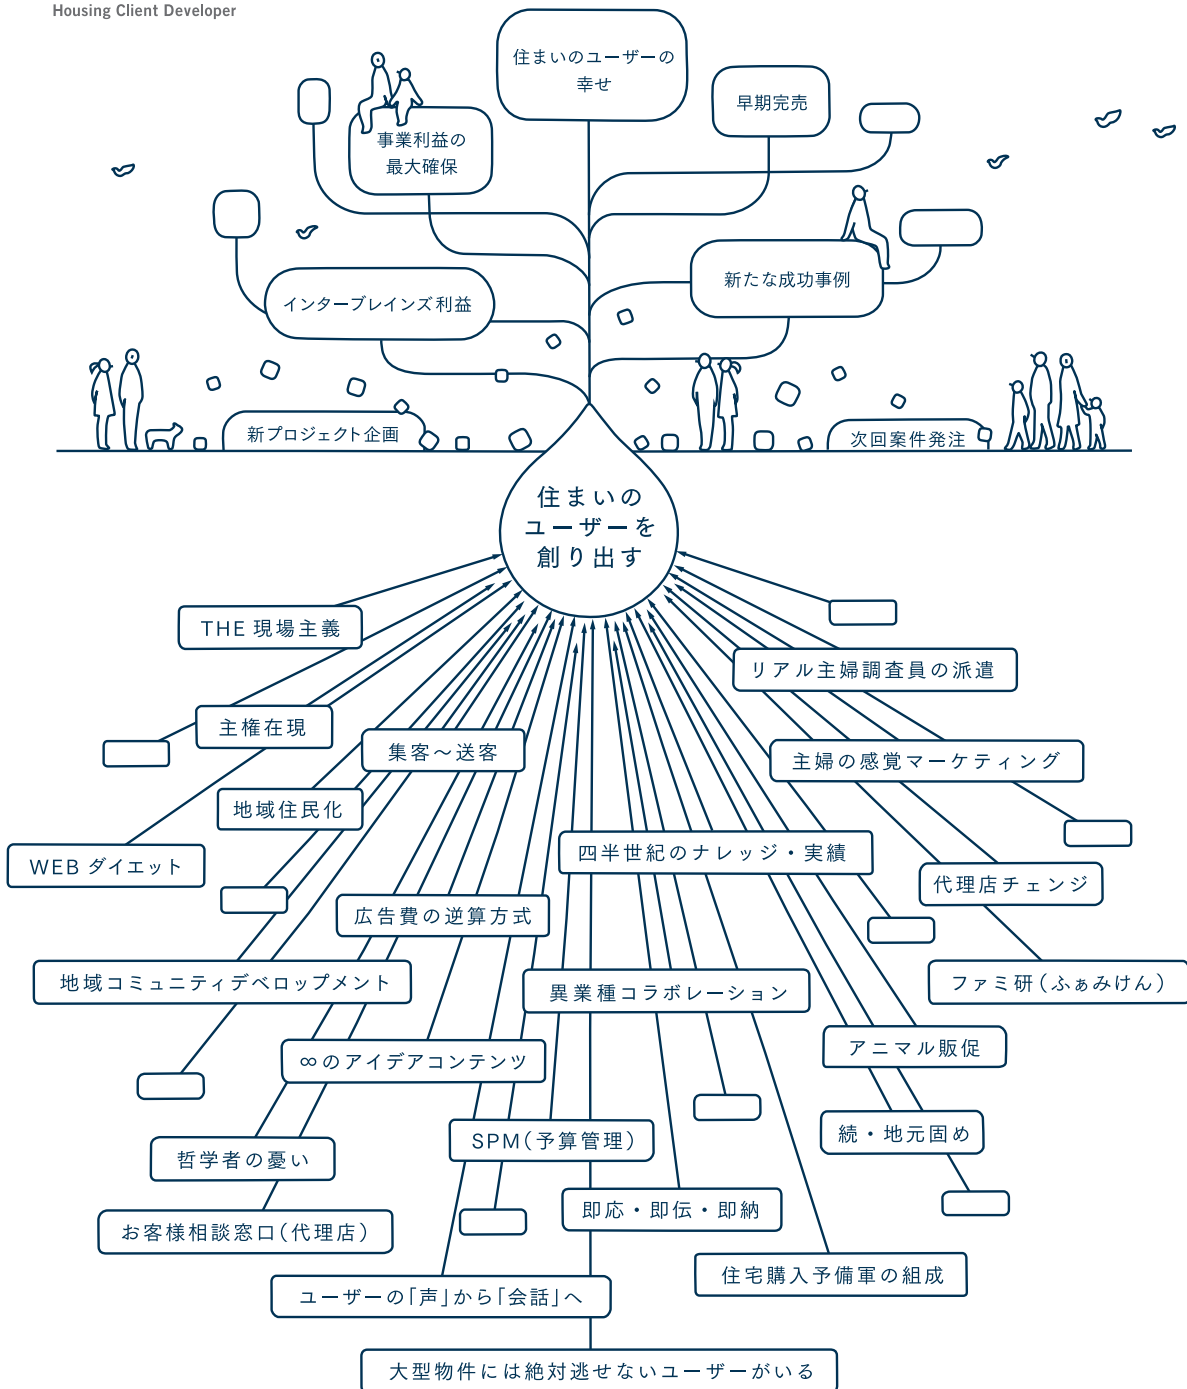 Housing Client Developer
住まいのユーザーの
幸せ
早期完売
事業利益の
最大確保
新たな成功事例
インターブレインズ利益
新プロジェクト企画
次回案件発注
住まいの
ユーザーを
創り出す
THE 現場主義
リアル主婦調査員の派遣
主権在現
集客〜送客
主婦の感覚マーケティング
地域住民化
四半世紀のナレッジ・実績
WEB ダイエット
代理店チェンジ
広告費の逆算方式
地域コミュニティデベロップメント
異業種コラボレーション
ファミ研(ふぁみけん)
∞のアイデアコンテンツ
アニマル販促
SPM(予算管理)
続・地元固め
哲学者の憂い
即応・即伝・即納
お客様相談窓口(代理店)
住宅購入予備軍の組成
ユーザーの「声」から「会話」へ
大型物件には絶対逃せないユーザーがいる